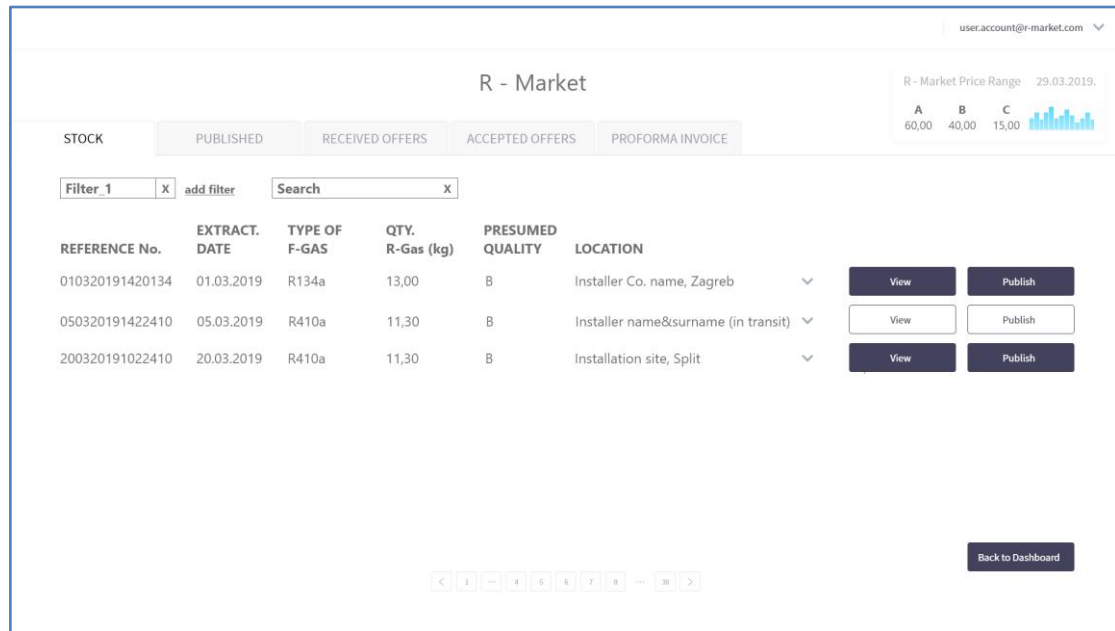 user.account@r-market.com
R - Market
R - Market Price Range 29.03.2019.
A B C
60,00 40,00 15,00
STOCK PUBLISHED RECEIVED OFFERS ACCEPTED OFFERS PROFORMA INVOICE
Filter_1 X add filter Search X
REFERENCE No. EXTRACT. DATE TYPE OF F-GAS QTY. R-Gas (kg) PRESUMED QUALITY LOCATION
010320191420134 01.03.2019 R134a 13,00 B Installer Co. name, Zagreb View Publish
050320191422410 05.03.2019 R410a 11,30 B Installer name&surname (in transit) View Publish
200320191022410 20.03.2019 R410a 11,30 B Installation site, Split View Publish
Back to Dashboard
< 1 ... 4 5 6 7 8 ... 30 >